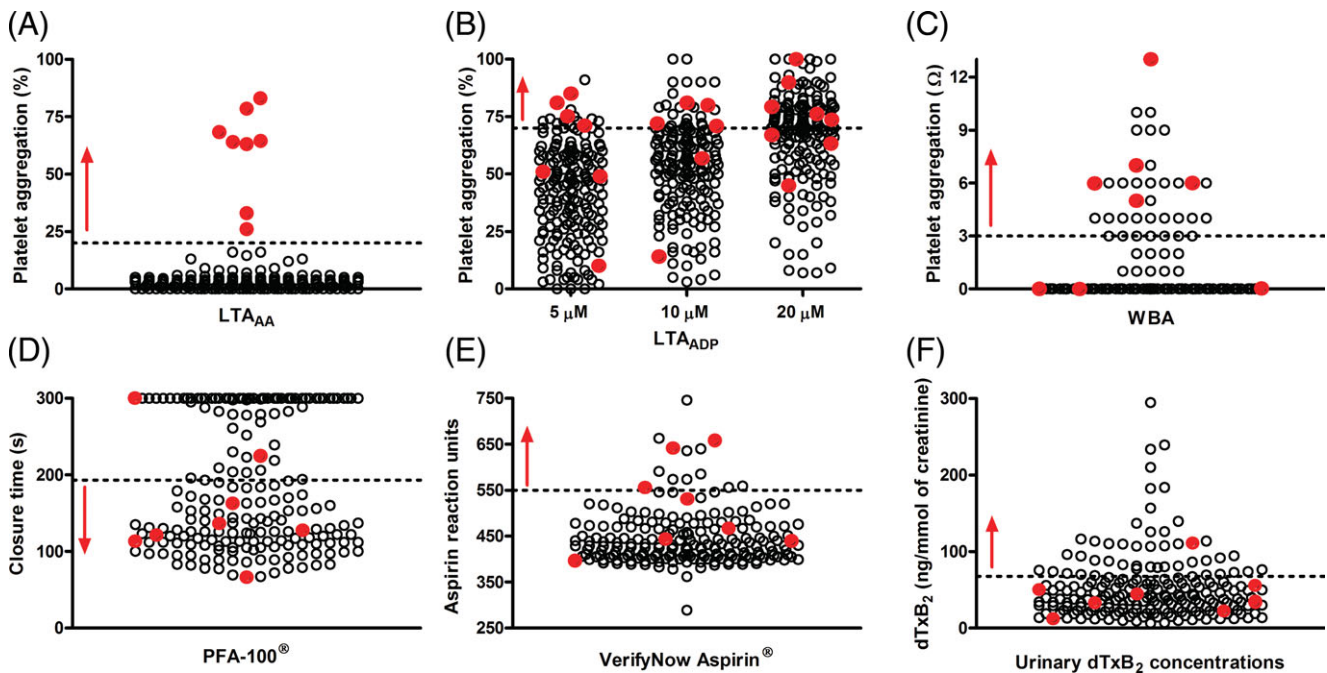 (A)
Platelet aggregation (%)
100
75
50
25
0
LTA_AA
(B)
Platelet aggregation (%)
100
75
50
25
0
5 µM 10 µM 20 µM
LTA_ADP
(C)
Platelet aggregation (Ω)
12
9
6
3
0
WBA
(D)
Closure time (s)
300
200
100
0
PFA-100®
(E)
Aspirin reaction units
750
650
550
450
350
250
VerifyNow Aspirin®
(F)
dTxB₂ (ng/mmol of creatinine)
300
200
100
0
Urinary dTxB₂ concentrations